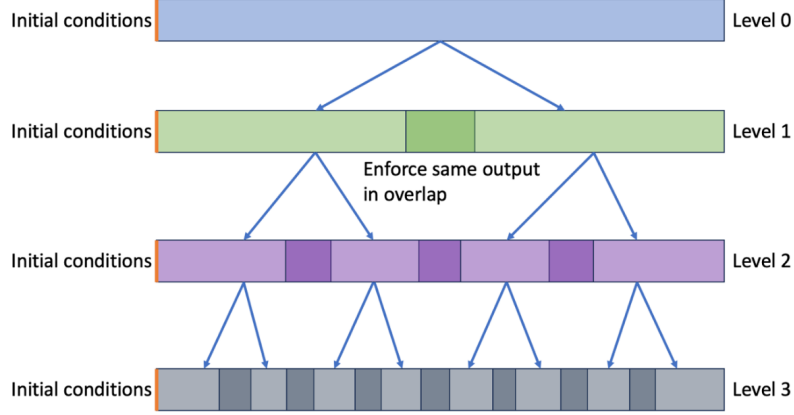 Initial conditions
Level 0
Initial conditions
Level 1
Enforce same output
in overlap
Initial conditions
Level 2
Initial conditions
Level 3